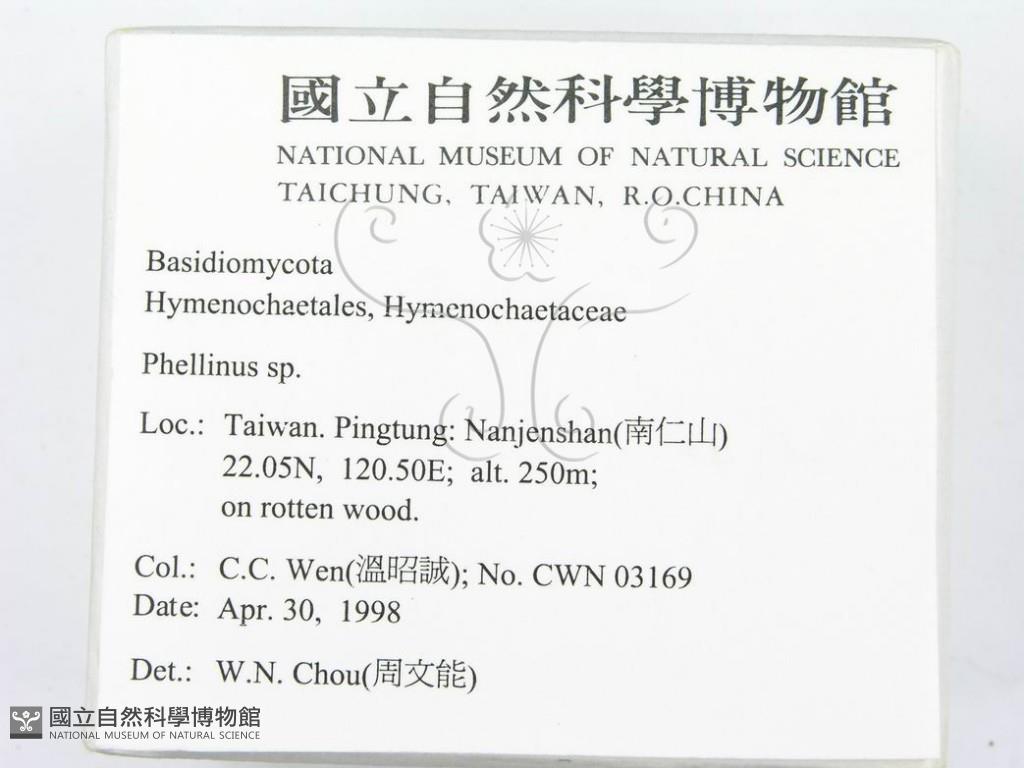 國立自然科學博物館
NATIONAL MUSEUM OF NATURAL SCIENCE
TAICHUNG, TAIWAN, R.O.CHINA
Basidiomycota
Hymenochaetales, Hymenochaetaceae
Phellinus sp.
Loc.: Taiwan. Pingtung: Nanjenshan(南仁山)
22.05N, 120.50E; alt. 250m;
on rotten wood.
Col.: C.C. Wen(溫昭誠); No. CWN 03169
Date: Apr. 30, 1998
Det.: W.N. Chou(周文能)
國立自然科學博物館
NATIONAL MUSEUM OF NATURAL SCIENCE